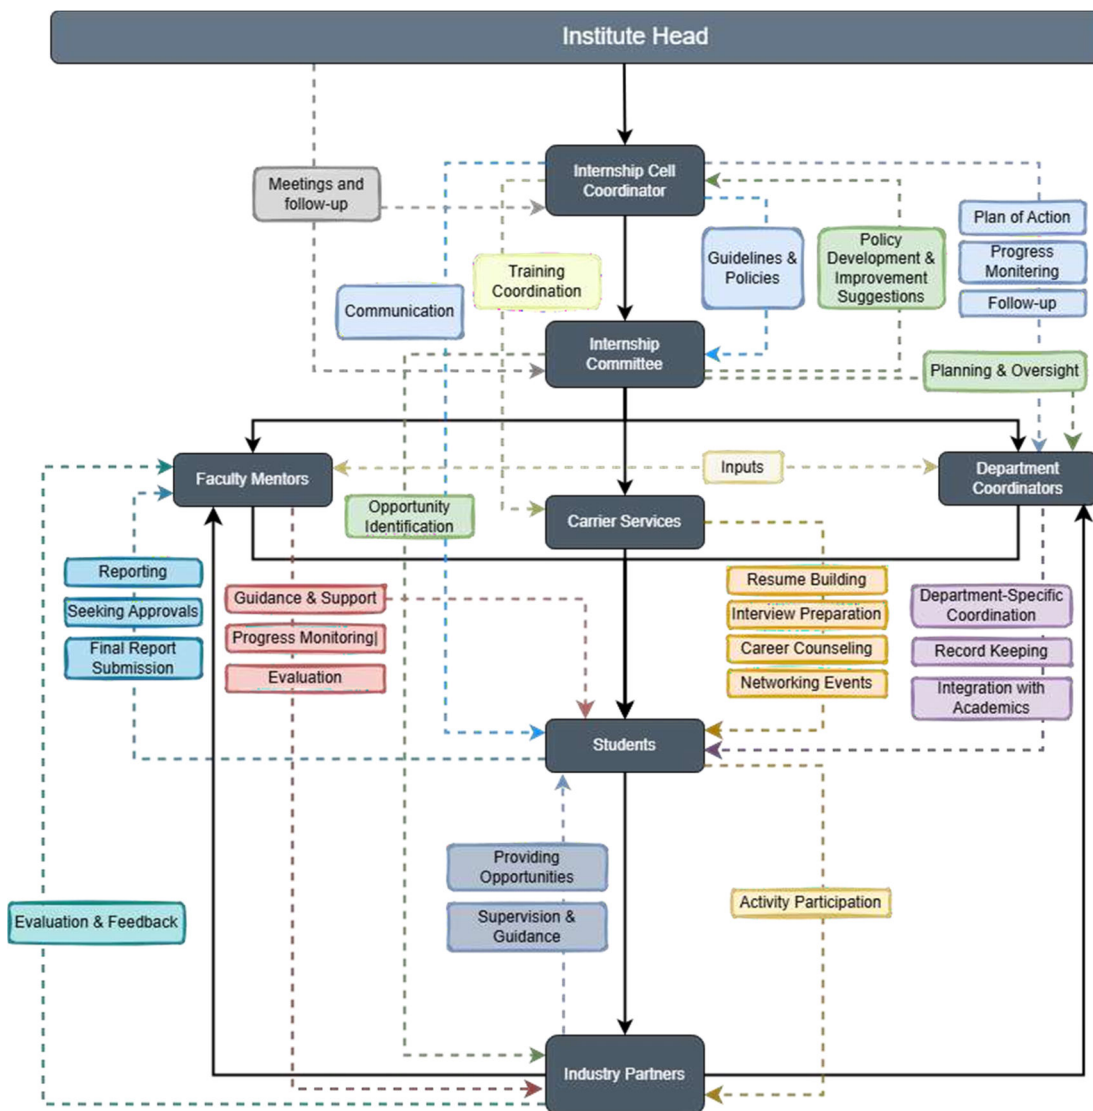 Institute Head
Internship Cell
Coordinator
Meetings and
follow-up
Plan of Action
Policy
Development &
Improvement
Suggestions
Guidelines &
Policies
Progress
Monitering
Training
Coordination
Communication
Follow-up
Internship
Committee
Planning & Oversight
Faculty Mentors
Inputs
Department
Coordinators
Opportunity
Identification
Carrier Services
Reporting
Seeking Approvals
Final Report
Submission
Guidance & Support
Progress Monitoring|
Evaluation
Resume Building
Interview Preparation
Career Counseling
Networking Events
Department-Specific
Coordination
Record Keeping
Integration with
Academics
Students
Providing
Opportunities
Supervision &
Guidance
Activity Participation
Evaluation & Feedback
Industry Partners